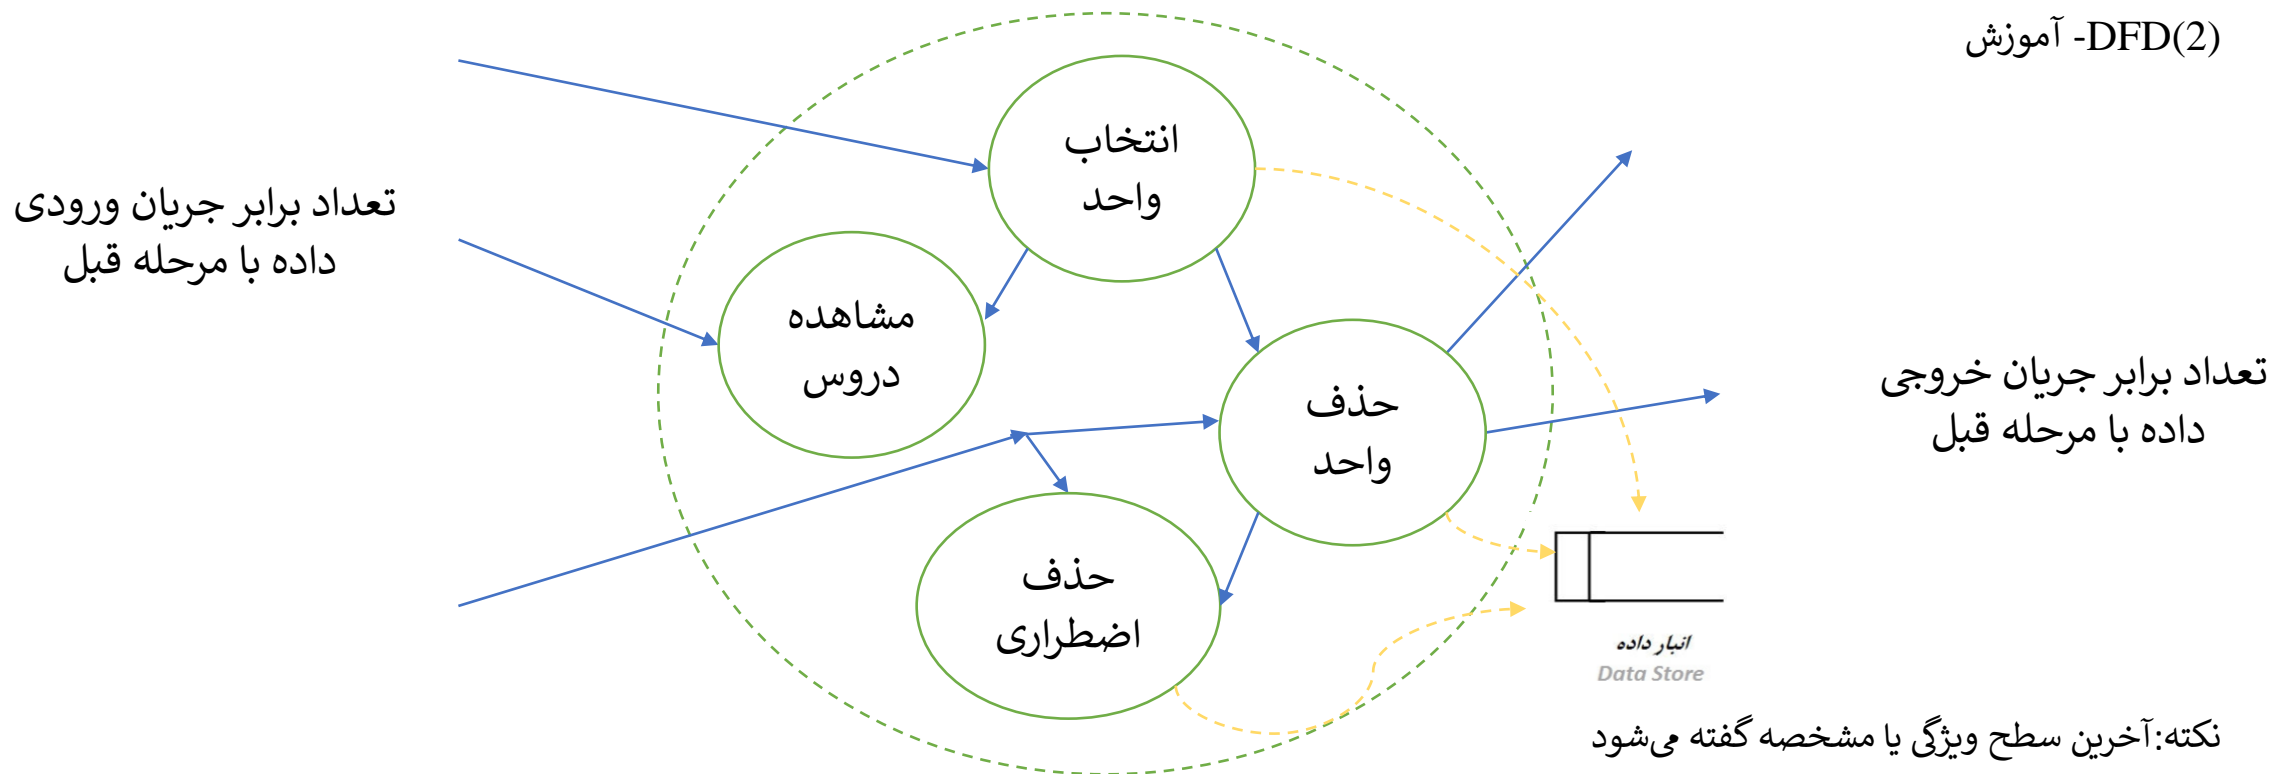 DFD(2)- آموزش
انتخاب
واحد
تعداد برابر جریان ورودی
داده با مرحله قبل
مشاهده
دروس
حذف
واحد
تعداد برابر جریان خروجی
داده با مرحله قبل
حذف
اضطراری
انبار داده
Data Store
نکته:آخرین سطح ویژگی یا مشخصه گفته می‌شود